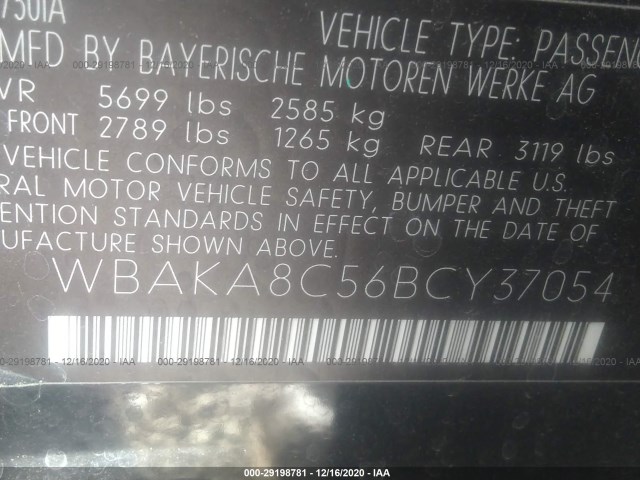 750IA
VEHICLE TYPE: PASSEN
MFD BY BAYERISCHE MOTOREN WERKE AG
VR 5699 lbs 2585 kg
FRONT 2789 lbs 1265 kg REAR 3119 lbs
VEHICLE CONFORMS TO ALL APPLICABLE U.S.
RAL MOTOR VEHICLE SAFETY, BUMPER AND THEFT
ENTION STANDARDS IN EFFECT ON THE DATE OF
NUFACTURE SHOWN ABOVE.
WBAKA8C56BCY37054
000-29198781 - 12/16/2020 - IAA